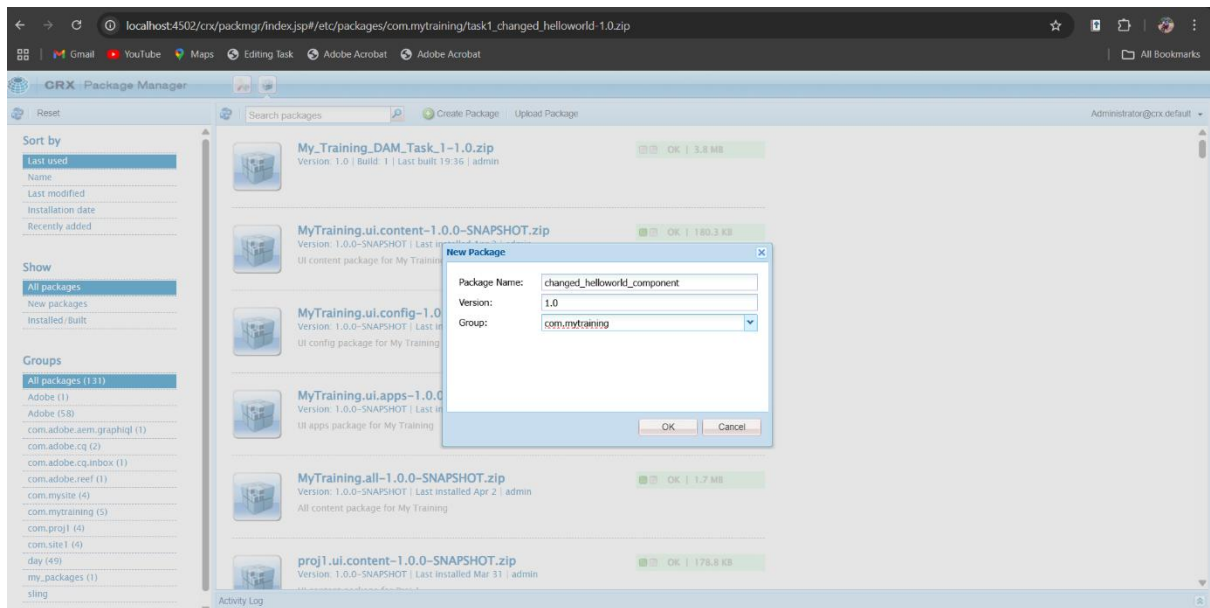 localhost:4502/crx/packmgr/index.jsp#/etc/packages/com.mytraining/task1_changed_helloworld-1.0.zip
Gmail YouTube Maps Editing Task Adobe Acrobat Adobe Acrobat All Bookmarks
CRX Package Manager
Reset Search packages Create Package Upload Package Administrator@crx.default
Sort by
Last used
Name
Last modified
Installation date
Recently added
Show
All packages
New packages
Installed/Built
Groups
All packages (131)
Adobe (1)
Adobe (58)
com.adobe.aem.graphiql (1)
com.adobe.cq (2)
com.adobe.cq.inbox (1)
com.adobe.reef (1)
com.mysite (4)
com.mytraining (5)
com.proj1 (4)
com.site1 (4)
day (49)
my_packages (1)
sling
My_Training_DAM_Task_1-1.0.zip OK | 3.8 MB
Version: 1.0 | Build: 1 | Last built 19:36 | admin
MyTraining.ui.content-1.0.0-SNAPSHOT.zip OK | 180.3 KB
Version: 1.0.0-SNAPSHOT | Last
UI content package for My Training
MyTraining.ui.config-1.0
Version: 1.0.0-SNAPSHOT | Last
UI config package for My Training
MyTraining.ui.apps-1.0.0
Version: 1.0.0-SNAPSHOT | Last
UI apps package for My Training
MyTraining.all-1.0.0-SNAPSHOT.zip OK | 1.7 MB
Version: 1.0.0-SNAPSHOT | Last installed Apr 2 | admin
All content package for My Training
proj1.ui.content-1.0.0-SNAPSHOT.zip OK | 178.8 KB
Version: 1.0.0-SNAPSHOT | Last installed Mar 31 | admin
New Package
Package Name: changed_helloworld_component
Version: 1.0
Group: com.mytraining
OK Cancel
Activity Log